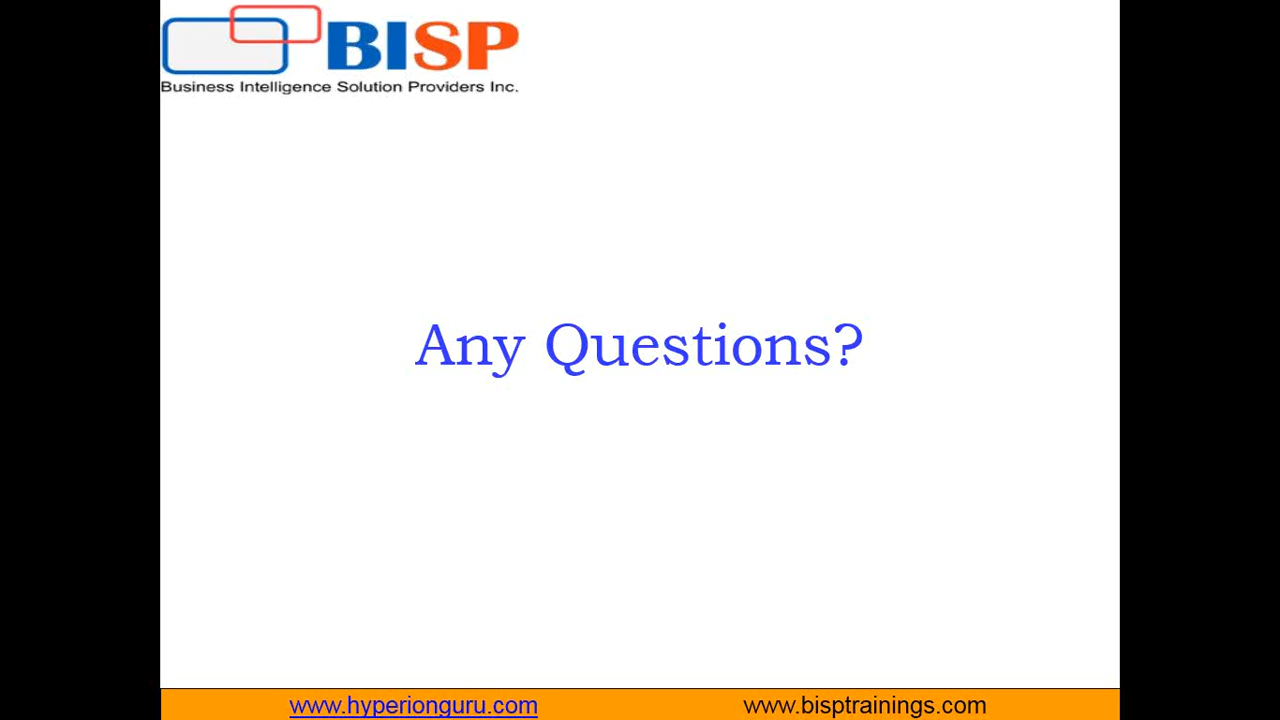 BISP
Business Intelligence Solution Providers Inc.
Any Questions?
www.hyperionguru.com
www.bisptrainings.com